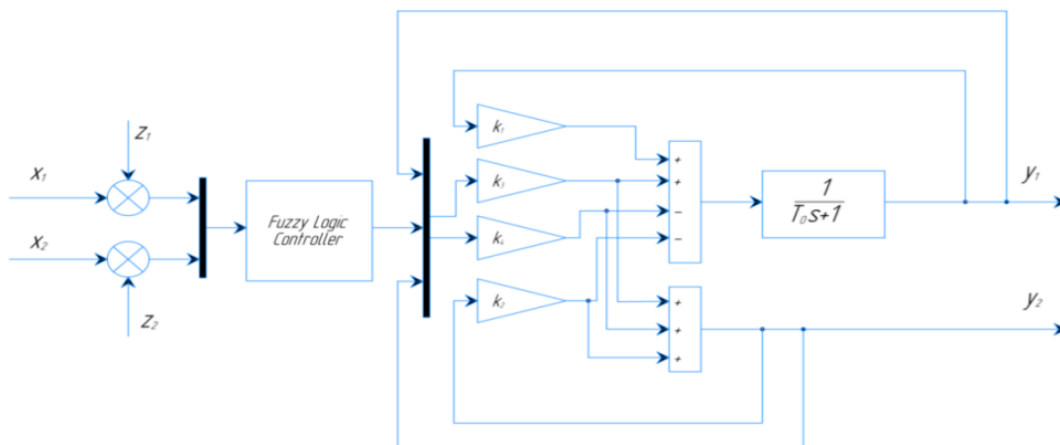 z₁
x₁
x₂
z₂
Fuzzy Logic
Controller
k₁
k₃
k₄
k₂
+
+
−
−
+
+
+
1
T₀s+1
y₁
y₂